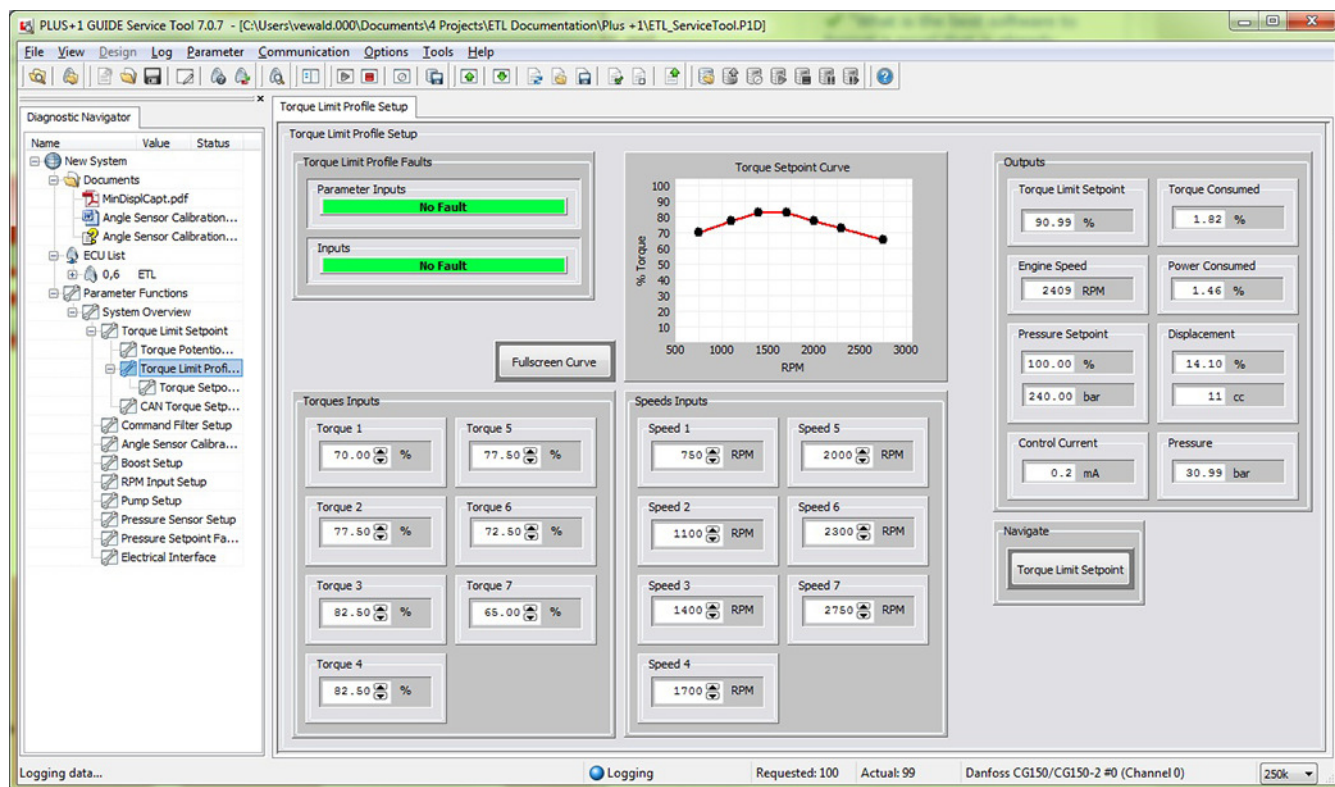 PLUS+1 GUIDE Service Tool 7.0.7 - [C:\Users\vewald.000\Documents\4 Projects\ETL Documentation\Plus +1\ETL_ServiceTool.P1D]
File View Design Log Parameter Communication Options Tools Help
Diagnostic Navigator
Name Value Status
New System
Documents
MinDisplCapt.pdf
Angle Sensor Calibration...
Angle Sensor Calibration...
ECU List
0,6 ETL
Parameter Functions
System Overview
Torque Limit Setpoint
Torque Potentio...
Torque Limit Profi...
Torque Setpo...
CAN Torque Setp...
Command Filter Setup
Angle Sensor Calibra...
Boost Setup
RPM Input Setup
Pump Setup
Pressure Sensor Setup
Pressure Setpoint Fa...
Electrical Interface
Torque Limit Profile Setup
Torque Limit Profile Setup
Torque Limit Profile Faults
Parameter Inputs
No Fault
Inputs
No Fault
Fullscreen Curve
Torque Setpoint Curve
% Torque
100
90
80
70
60
50
40
30
20
10
500 1000 1500 2000 2500 3000
RPM
Torques Inputs
Torque 1 Torque 5
70.00 % 77.50 %
Torque 2 Torque 6
77.50 % 72.50 %
Torque 3 Torque 7
82.50 % 65.00 %
Torque 4
82.50 %
Speeds Inputs
Speed 1 Speed 5
750 RPM 2000 RPM
Speed 2 Speed 6
1100 RPM 2300 RPM
Speed 3 Speed 7
1400 RPM 2750 RPM
Speed 4
1700 RPM
Outputs
Torque Limit Setpoint Torque Consumed
90.99 % 1.82 %
Engine Speed Power Consumed
2409 RPM 1.46 %
Pressure Setpoint Displacement
100.00 % 14.10 %
240.00 bar 11 cc
Control Current Pressure
0.2 mA 30.99 bar
Navigate
Torque Limit Setpoint
Logging data... Logging Requested: 100 Actual: 99 Danfoss CG150/CG150-2 #0 (Channel 0) 250k